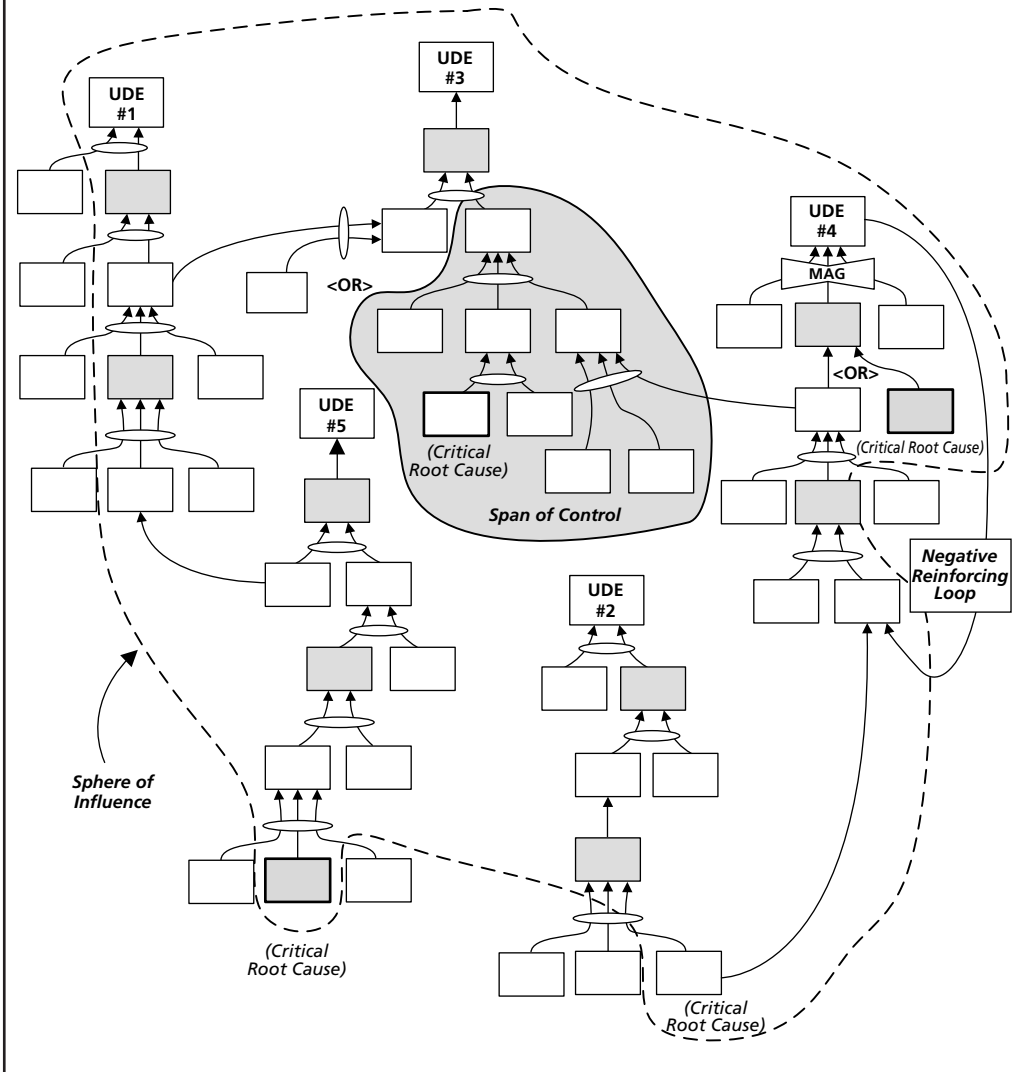 UDE
#3
UDE
#1
UDE
#4
MAG
<OR>
<OR>
UDE
#5
(Critical
Root Cause)
(Critical Root Cause)
Span of Control
Negative
Reinforcing
Loop
UDE
#2
Sphere of
Influence
(Critical
Root Cause)
(Critical
Root Cause)